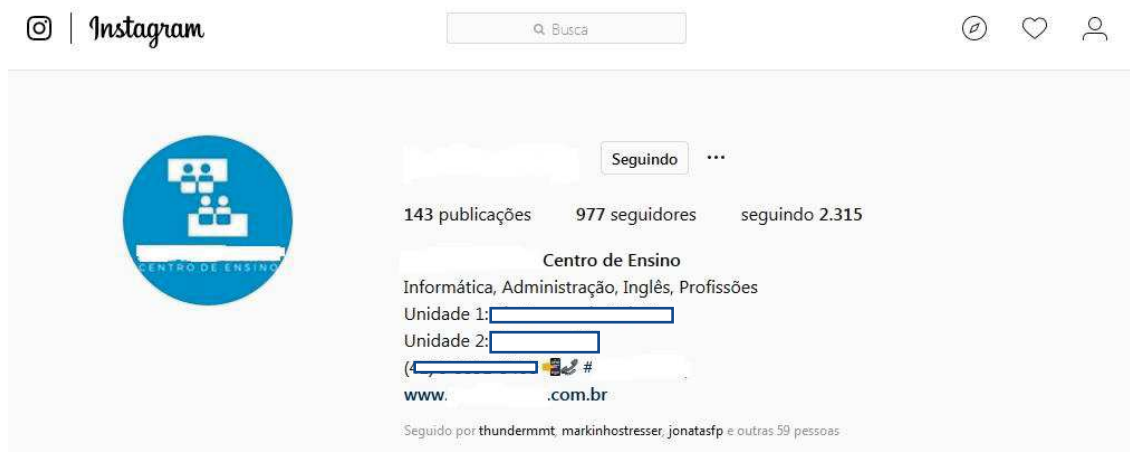 Instagram
Busca
Seguindo ...
143 publicações 977 seguidores seguindo 2.315
CENTRO DE ENSINO
Centro de Ensino
Informática, Administração, Inglês, Profissões
Unidade 1:
Unidade 2:
( #
www. .com.br
Seguido por thundermmt, markinhostresser, jonatasfp e outras 59 pessoas